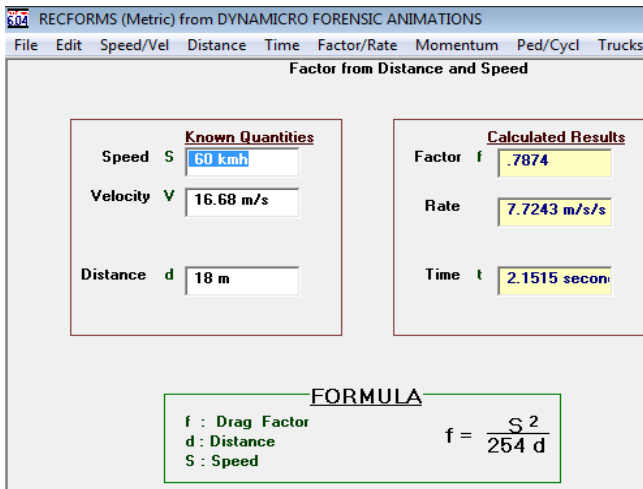 6.04 RECFORMS (Metric) from DYNAMICRO FORENSIC ANIMATIONS
File Edit Speed/Vel Distance Time Factor/Rate Momentum Ped/Cycl Trucks
Factor from Distance and Speed
Known Quantities
Speed S 60 kmh
Velocity V 16.68 m/s
Distance d 18 m
Calculated Results
Factor f .7874
Rate 7.7243 m/s/s
Time t 2.1515 secon
FORMULA
f : Drag Factor
d : Distance
S : Speed
f = S² / 254 d